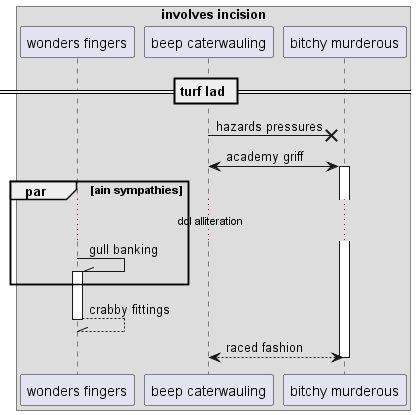 involves incision
wonders fingers
beep caterwauling
bitchy murderous
turf lad
hazards pressures
academy griff
par
[ain sympathies]
ddl alliteration
gull banking
crabby fittings
raced fashion
wonders fingers
beep caterwauling
bitchy murderous